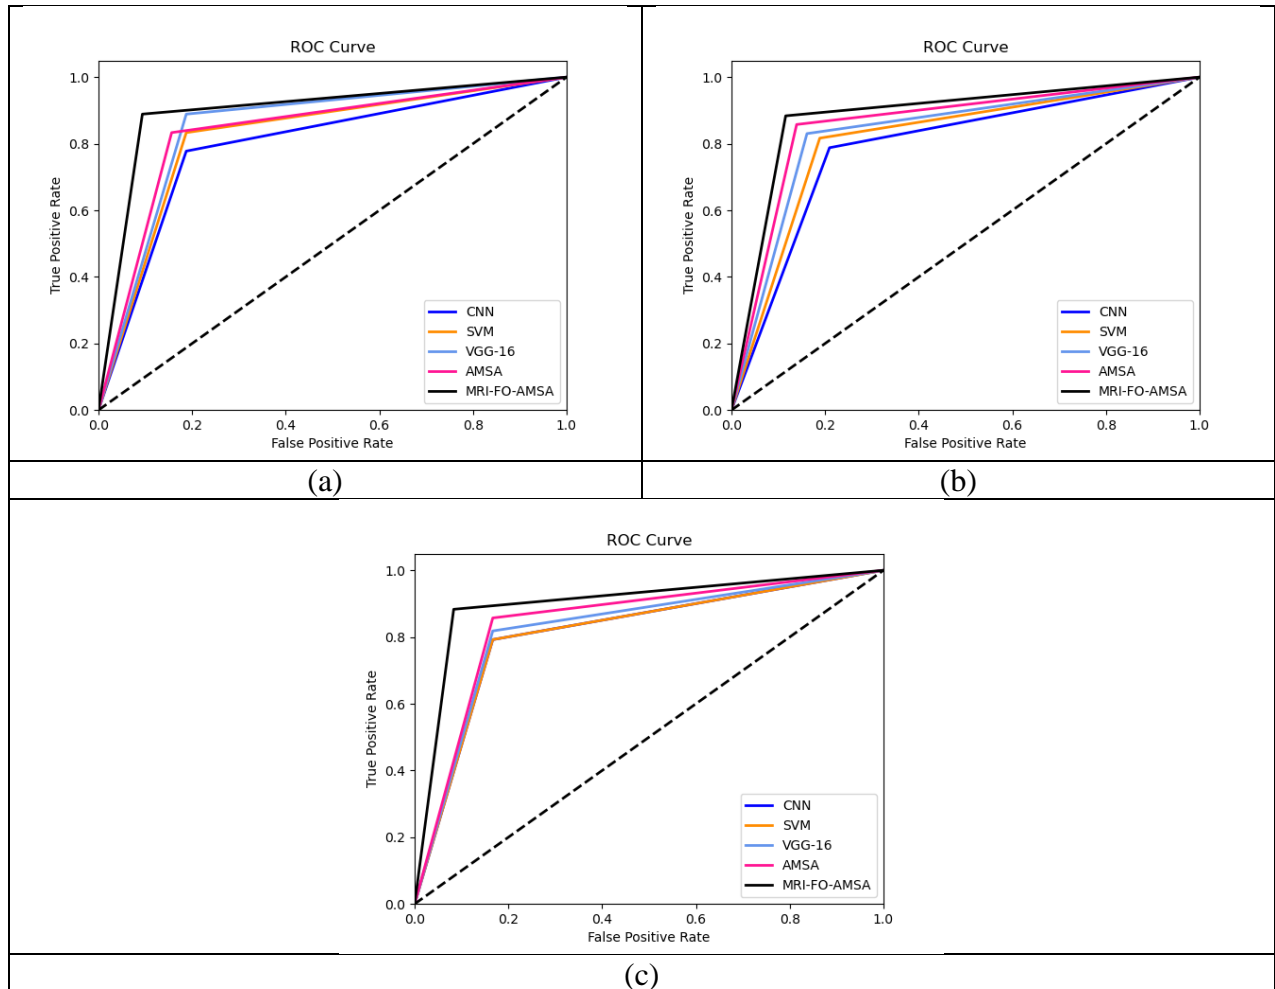 ROC Curve
True Positive Rate
1.0
0.8
0.6
0.4
0.2
0.0
0.0 0.2 0.4 0.6 0.8 1.0
False Positive Rate
CNN
SVM
VGG-16
AMSA
MRI-FO-AMSA
(a)
ROC Curve
True Positive Rate
1.0
0.8
0.6
0.4
0.2
0.0
0.0 0.2 0.4 0.6 0.8 1.0
False Positive Rate
CNN
SVM
VGG-16
AMSA
MRI-FO-AMSA
(b)
ROC Curve
True Positive Rate
1.0
0.8
0.6
0.4
0.2
0.0
0.0 0.2 0.4 0.6 0.8 1.0
False Positive Rate
CNN
SVM
VGG-16
AMSA
MRI-FO-AMSA
(c)